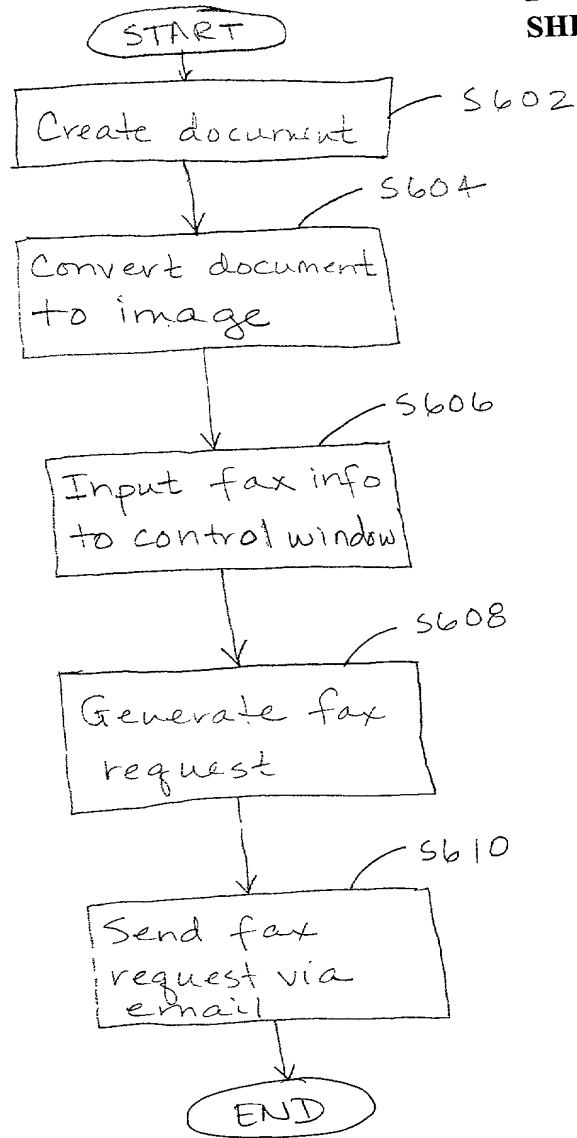 START
SHI
S602
Create document
S604
Convert document
to image
S606
Input fax info
to control window
S608
Generate fax
request
S610
Send fax
request via
email
END